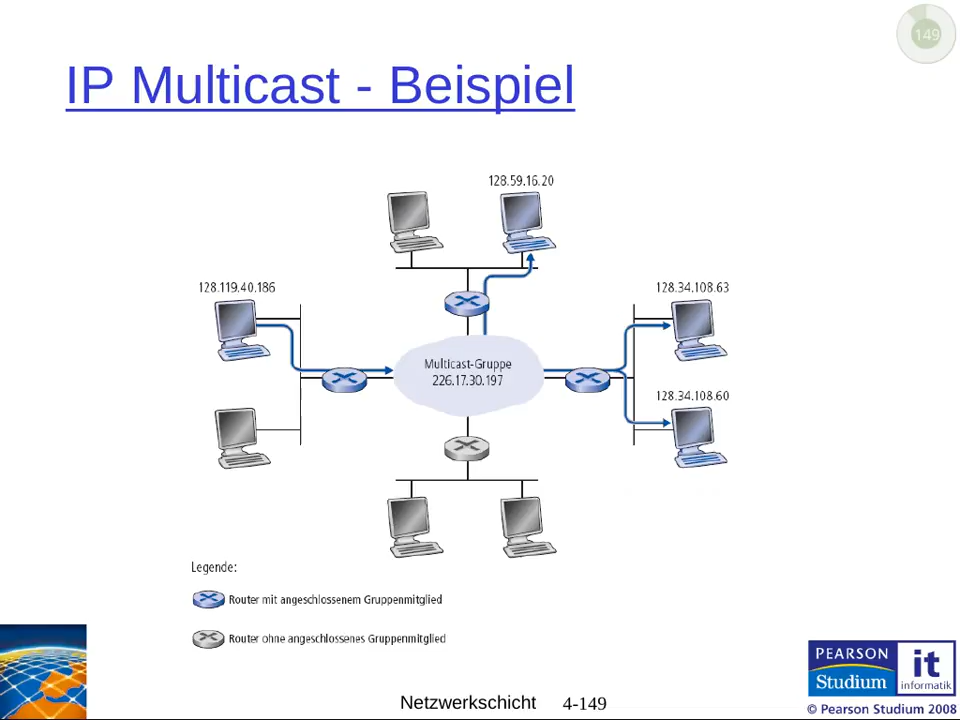 149
IP Multicast - Beispiel
128.59.16.20
128.119.40.186
128.34.108.63
Multicast-Gruppe
226.17.30.197
128.34.108.60
Legende:
Router mit angeschlossenem Gruppenmitglied
Router ohne angeschlossenes Gruppenmitglied
PEARSON
Studium
it
informatik
Netzwerkschicht 4-149
© Pearson Studium 2008